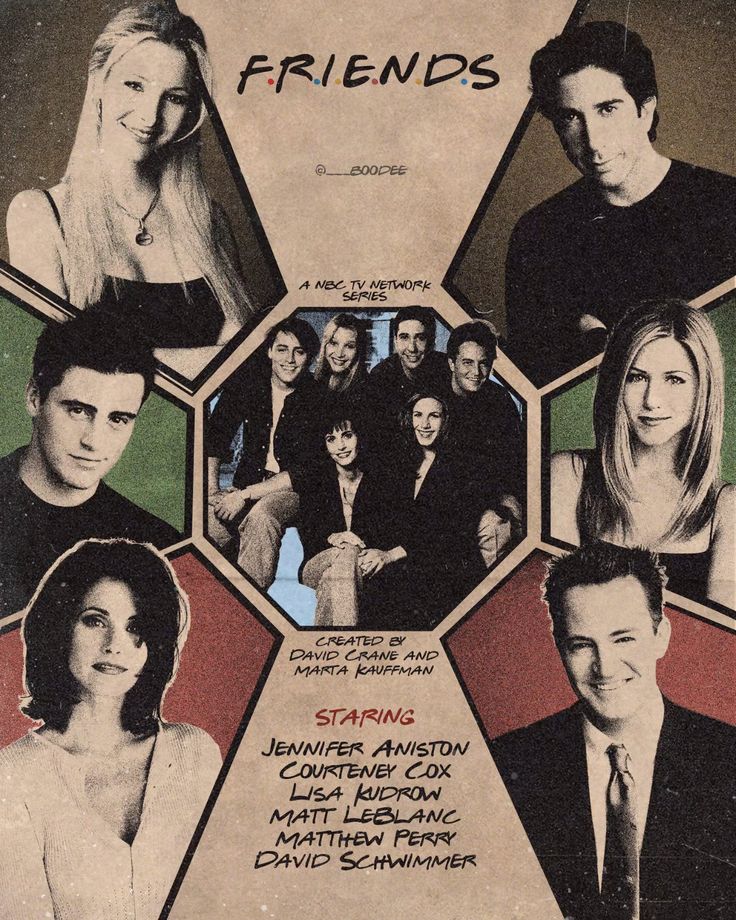 F.R.I.E.N.D.S
@___BOODEE
A NBC TV NETWORK
SERIES
CREATED BY
DAVID CRANE AND
MARTA KAUFFMAN
STARING
JENNIFER ANISTON
COURTENEY COX
LISA KUDROW
MATT LEBLANC
MATTHEW PERRY
DAVID SCHWIMMER